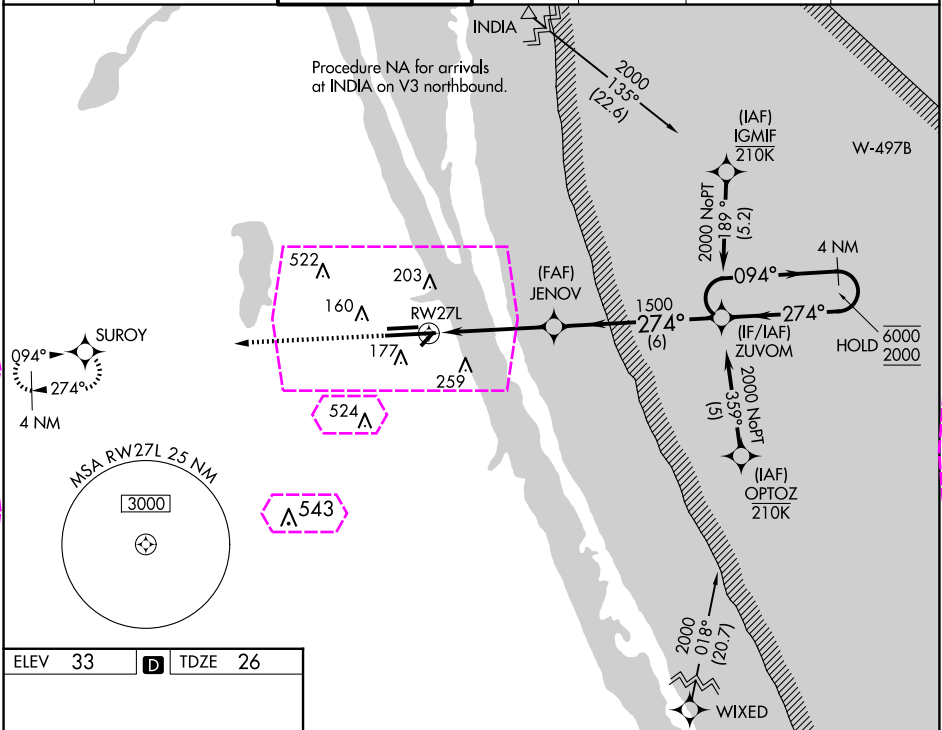 INDIA
Procedure NA for arrivals
at INDIA on V3 northbound.
2000
135°
(22.6)
(IAF)
IGMIF
210K
W-497B
2000 NoPT
189°
(5.2)
4 NM
094°
522
203
(FAF)
JENOV
160
RW27L
1500
274°
(6)
274°
(IF/IAF)
ZUVOM
HOLD
6000
2000
SUROY
094°
274°
4 NM
177
259
2000 NoPT
359°
(5)
524
(IAF)
OPTOZ
210K
MSA RW27L 25 NM
3000
543
2000
018°
(20.7)
WIXED
ELEV 33 D TDZE 26